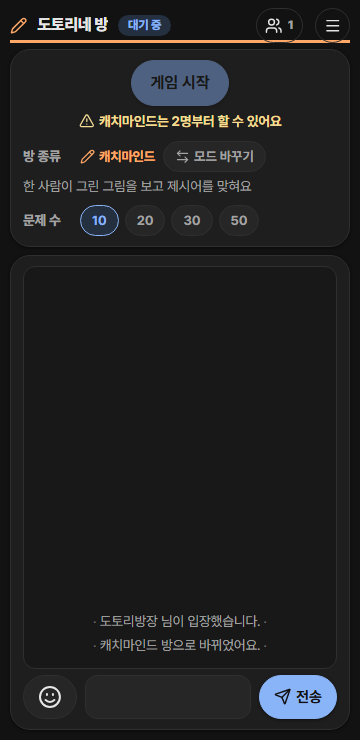 도토리네 방 대기 중 1
게임 시작
캐치마인드는 2명부터 할 수 있어요
방 종류 캐치마인드 모드 바꾸기
한 사람이 그린 그림을 보고 제시어를 맞혀요
문제 수 10 20 30 50
· 도토리방장 님이 입장했습니다. ·
· 캐치마인드 방으로 바뀌었어요. ·
전송